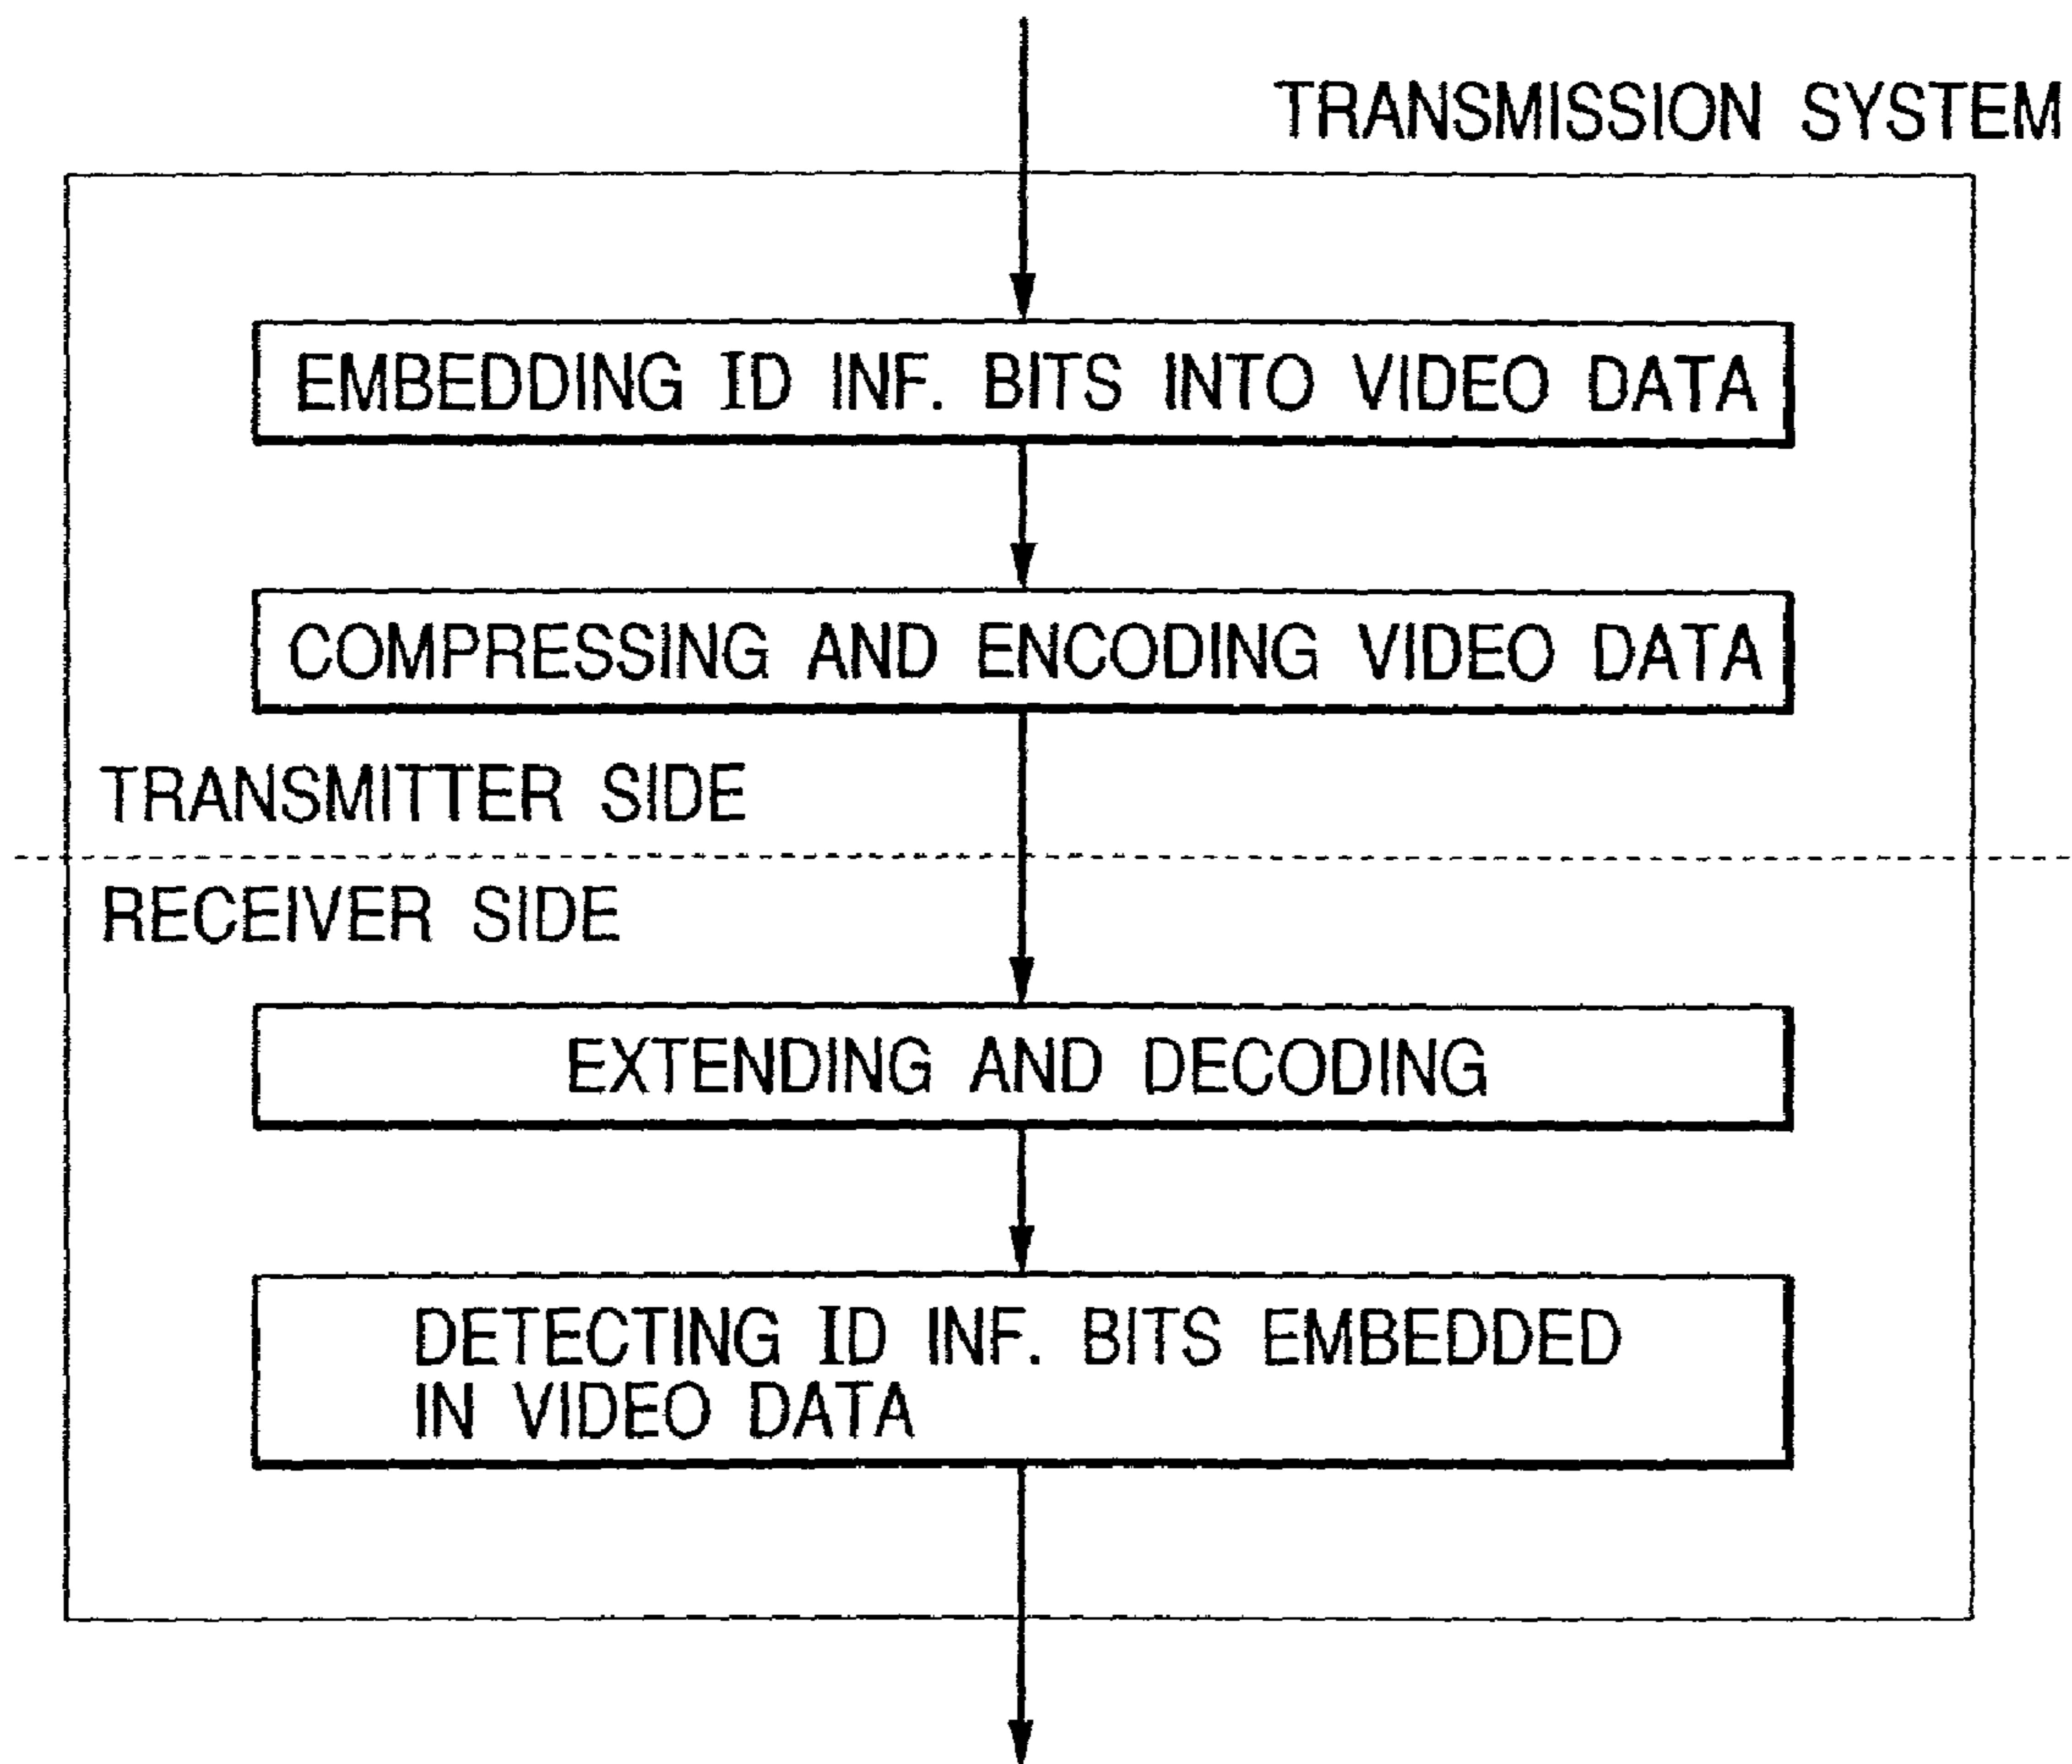 TRANSMISSION SYSTEM
EMBEDDING ID INF. BITS INTO VIDEO DATA
COMPRESSING AND ENCODING VIDEO DATA
TRANSMITTER SIDE
RECEIVER SIDE
EXTENDING AND DECODING
DETECTING ID INF. BITS EMBEDDED
IN VIDEO DATA